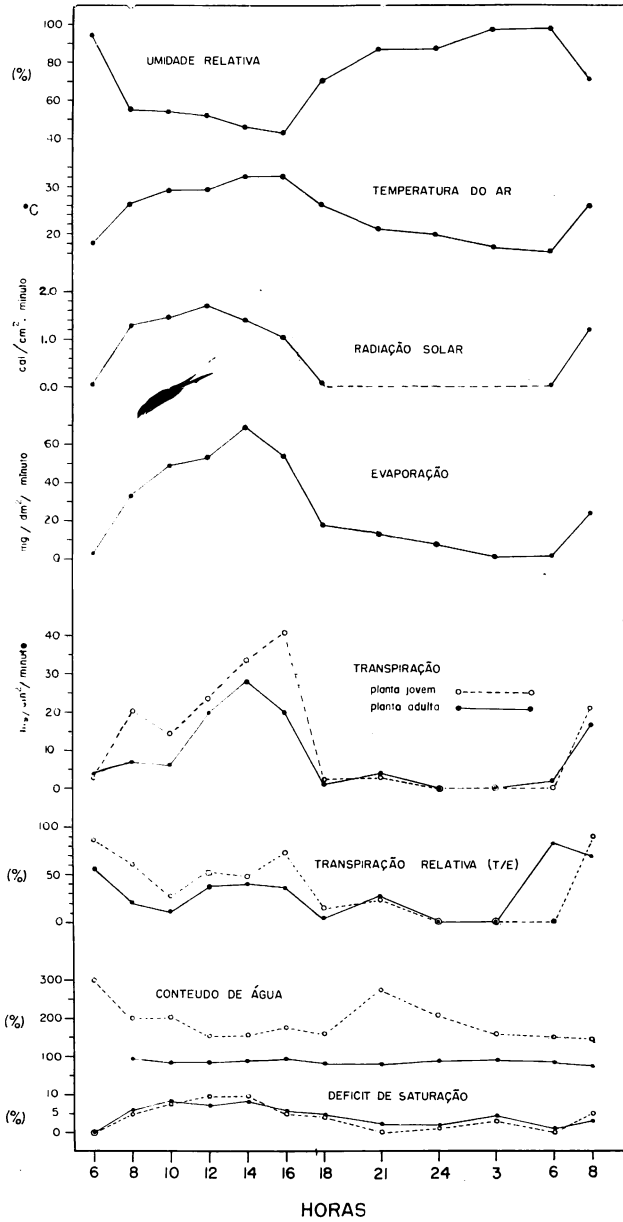 100
80
60
40
(%)
UMIDADE RELATIVA
30
20
°C
TEMPERATURA DO AR
2.0
1.0
0.0
cal/cm². minuto
RADIAÇÃO SOLAR
60
40
20
0
mg/dm²/minuto
EVAPORAÇÃO
40
30
20
10
0
/minuto
TRANSPIRAÇÃO
planta jovem
planta adulta
100
50
0
(%)
TRANSPIRAÇÃO RELATIVA (T/E)
300
200
100
(%)
CONTEUDO DE ÁGUA
10
5
0
(%)
DEFICIT DE SATURAÇÃO
6 8 10 12 14 16 18 21 24 3 6 8
HORAS